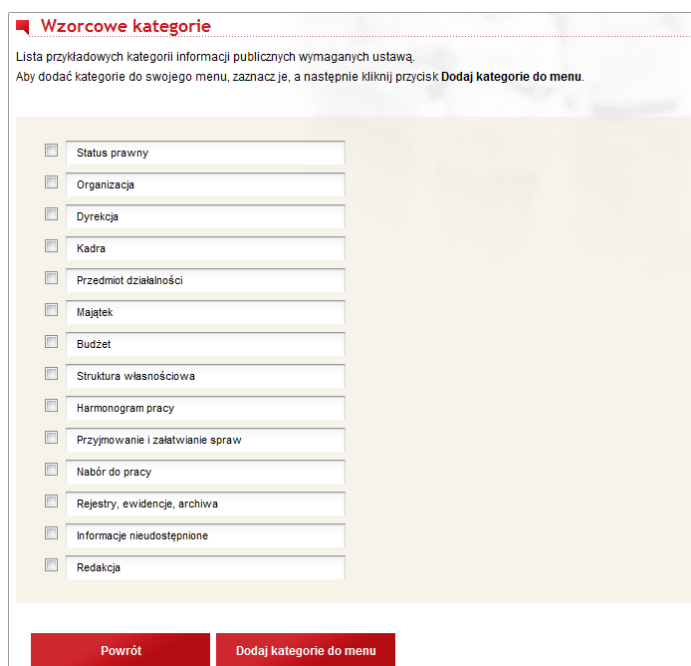 Wzorcowe kategorie
Lista przykładowych kategorii informacji publicznych wymaganych ustawą.
Aby dodać kategorie do swojego menu, zaznacz je, a następnie kliknij przycisk Dodaj kategorie do menu.
Status prawny
Organizacja
Dyrekcja
Kadra
Przedmiot działalności
Majątek
Budżet
Struktura własnościowa
Harmonogram pracy
Przyjmowanie i załatwianie spraw
Nabór do pracy
Rejestry, ewidencje, archiwa
Informacje nieudostępnione
Redakcja
Powrót Dodaj kategorie do menu